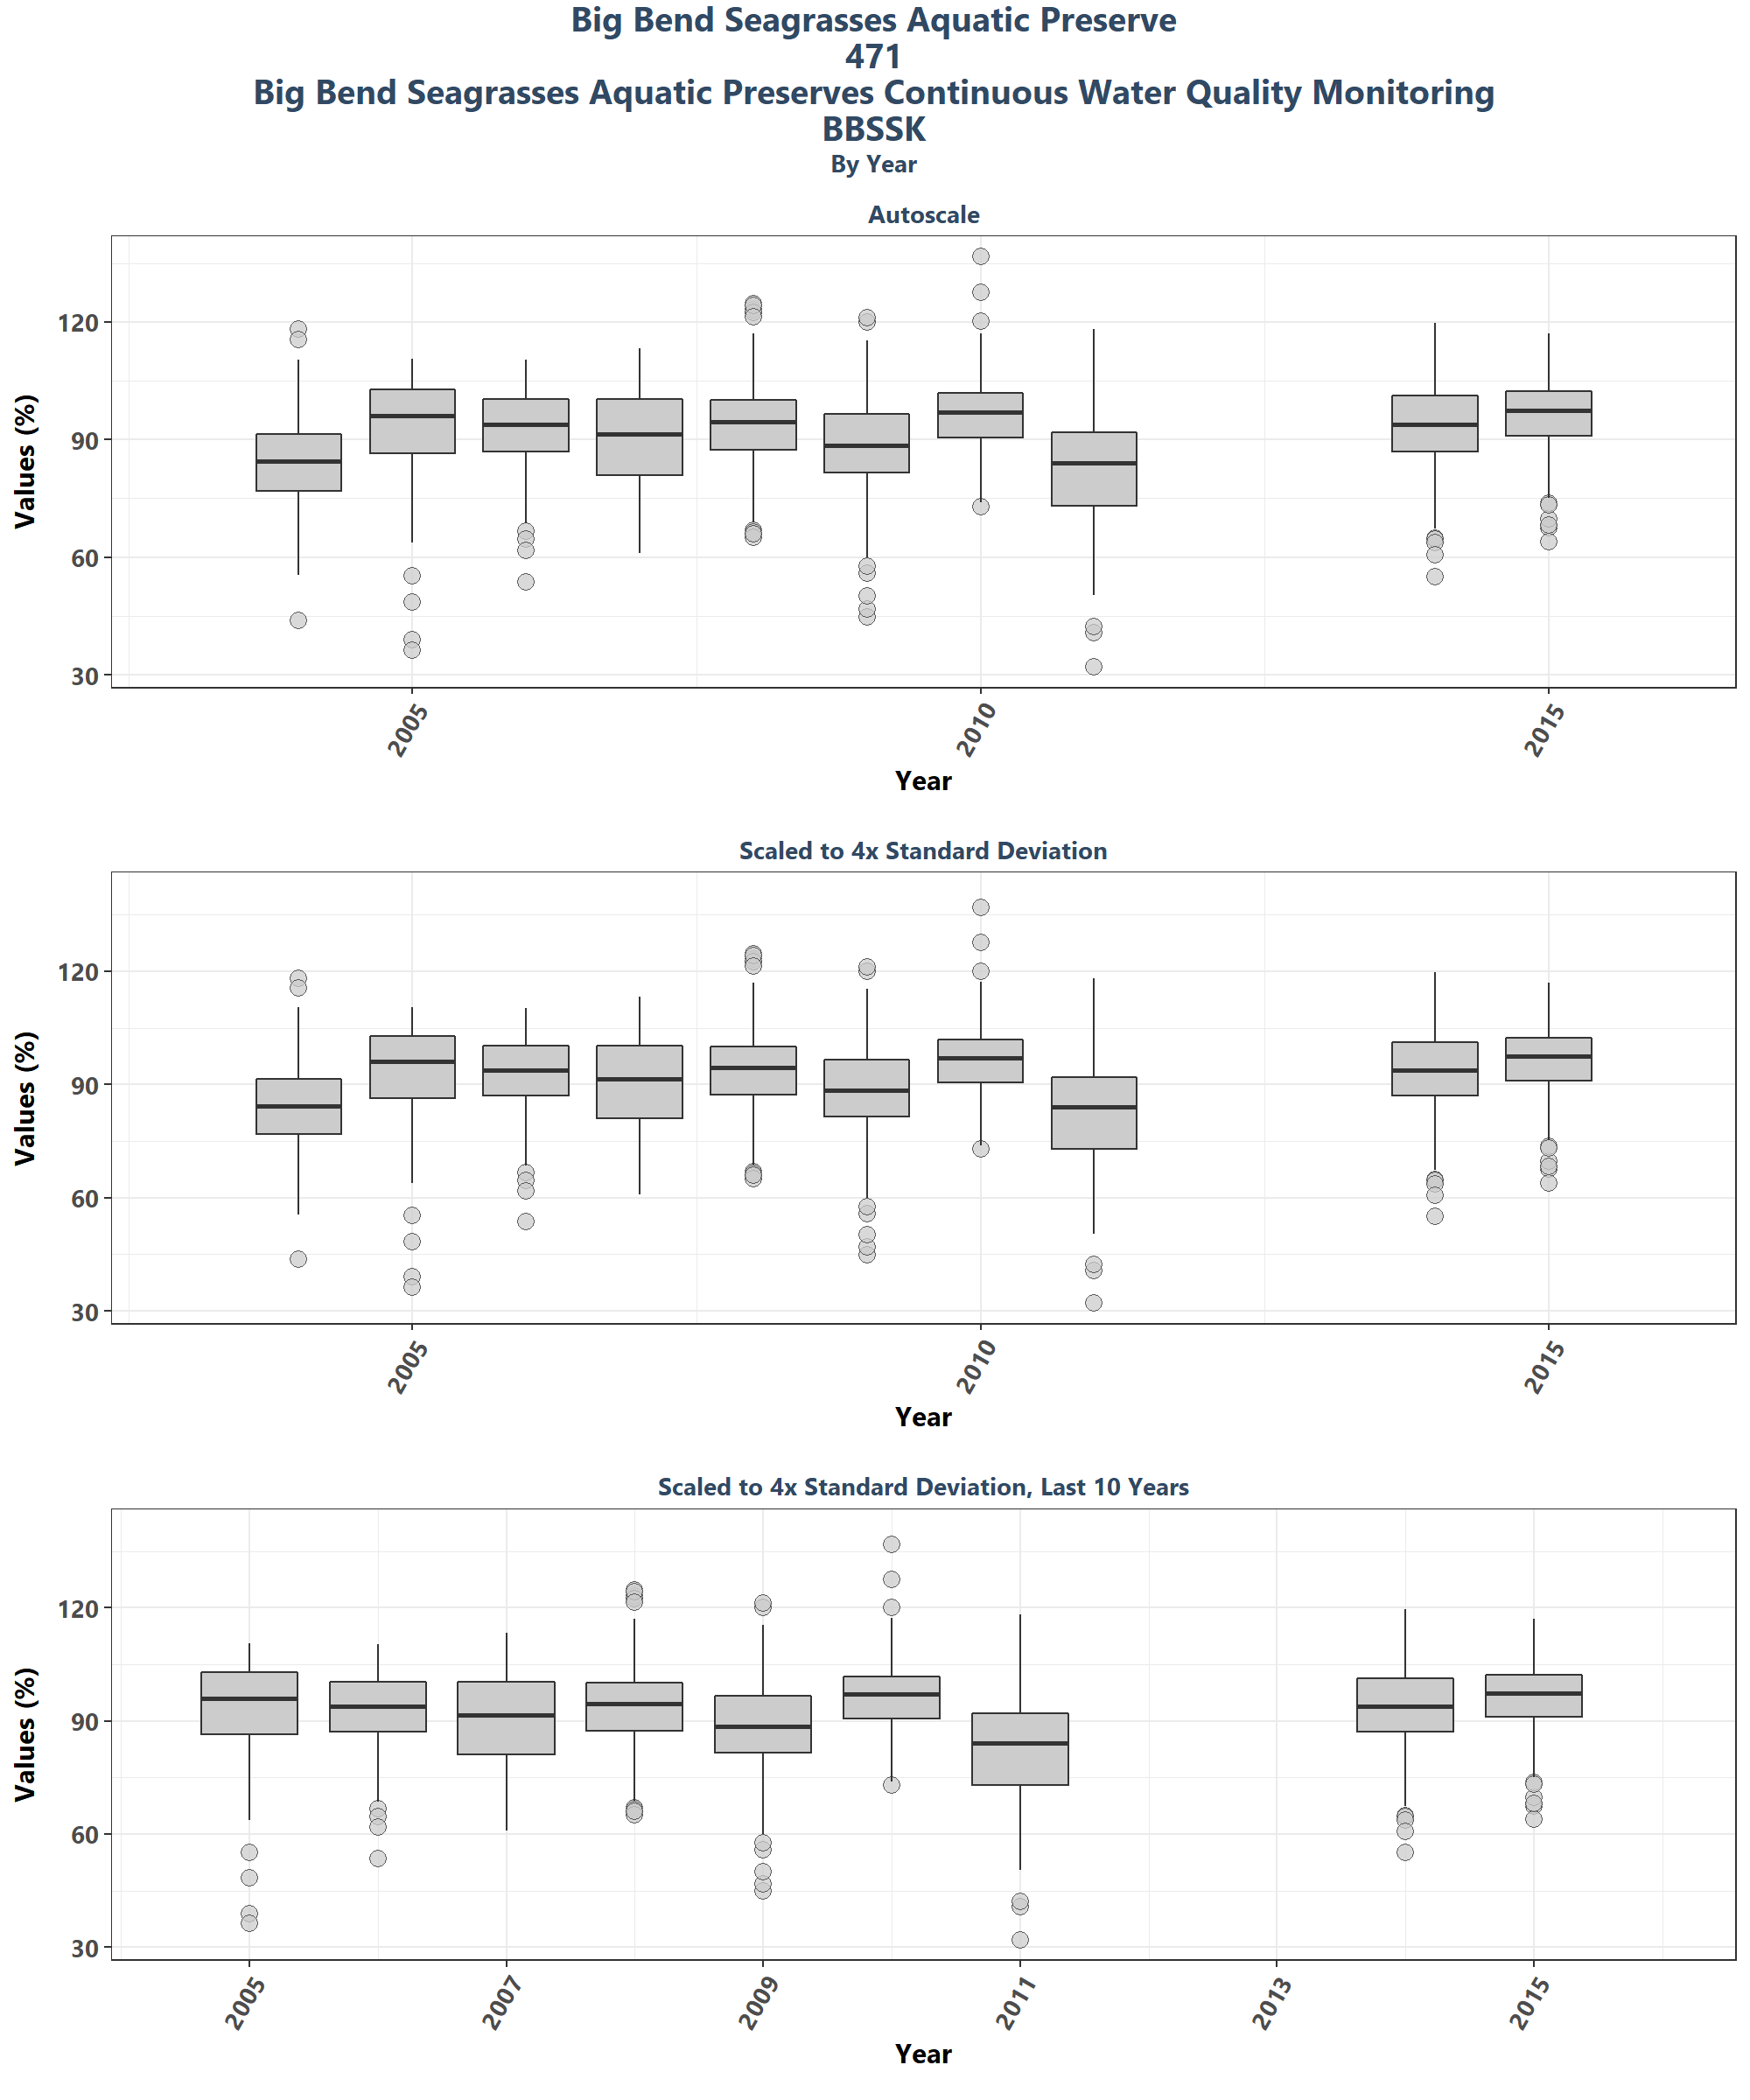 Big Bend Seagrasses Aquatic Preserve
471
Big Bend Seagrasses Aquatic Preserves Continuous Water Quality Monitoring
BBSSK
By Year
Autoscale
Values (%)
120
90
60
30
2005
2010
2015
Year
Scaled to 4x Standard Deviation
Values (%)
120
90
60
30
2005
2010
2015
Year
Scaled to 4x Standard Deviation, Last 10 Years
Values (%)
120
90
60
30
2005
2007
2009
2011
2013
2015
Year